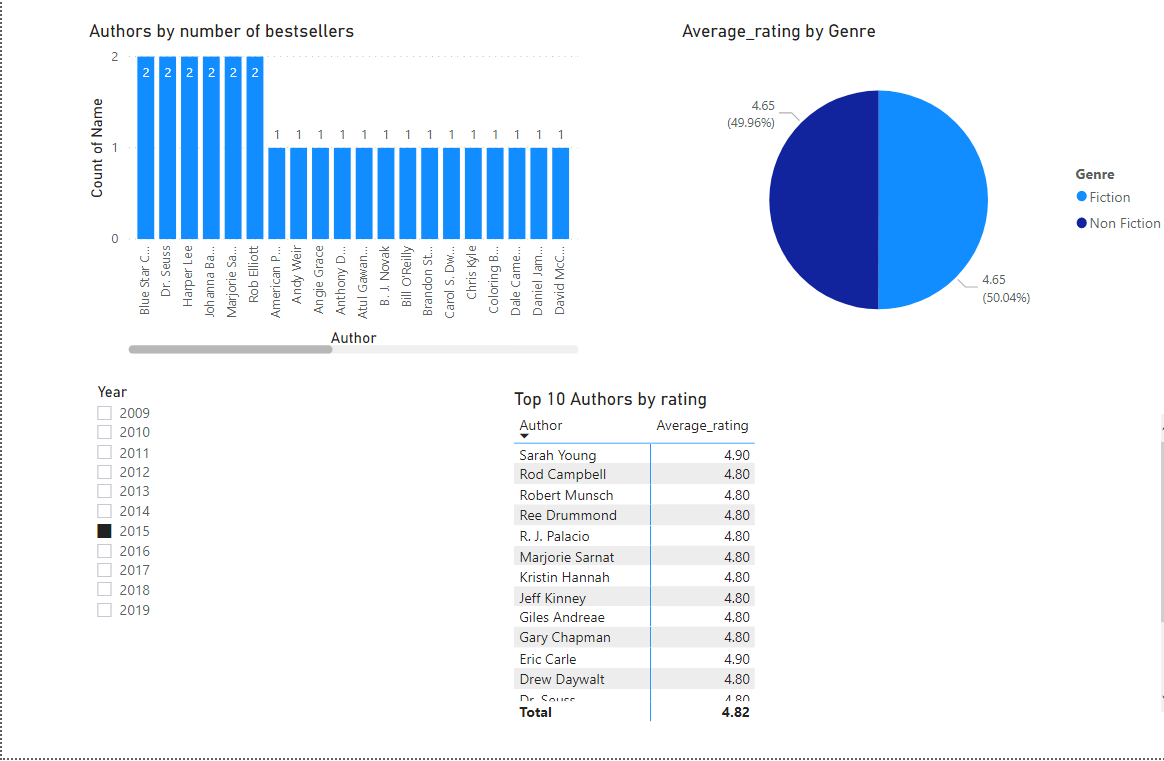 Authors by number of bestsellers
Count of Name
2
1
0
2 2 2 2 2 2 1 1 1 1 1 1 1 1 1 1 1 1 1 1
Blue Star C...
Dr. Seuss
Harper Lee
Johanna Ba...
Marjorie Sa...
Rob Elliott
American P...
Andy Weir
Angie Grace
Anthony D...
Atul Gawan...
B. J. Novak
Bill O'Reilly
Brandon St...
Carol S. Dw...
Chris Kyle
Coloring B...
Dale Carne...
Daniel Jam...
David McC...
Author
Average_rating by Genre
4.65
(49.96%)
4.65
(50.04%)
Genre
Fiction
Non Fiction
Year
2009
2010
2011
2012
2013
2014
2015
2016
2017
2018
2019
Top 10 Authors by rating
Author Average_rating
Sarah Young 4.90
Rod Campbell 4.80
Robert Munsch 4.80
Ree Drummond 4.80
R. J. Palacio 4.80
Marjorie Sarnat 4.80
Kristin Hannah 4.80
Jeff Kinney 4.80
Giles Andreae 4.80
Gary Chapman 4.80
Eric Carle 4.90
Drew Daywalt 4.80
Dr. Seuss 4.80
Total 4.82